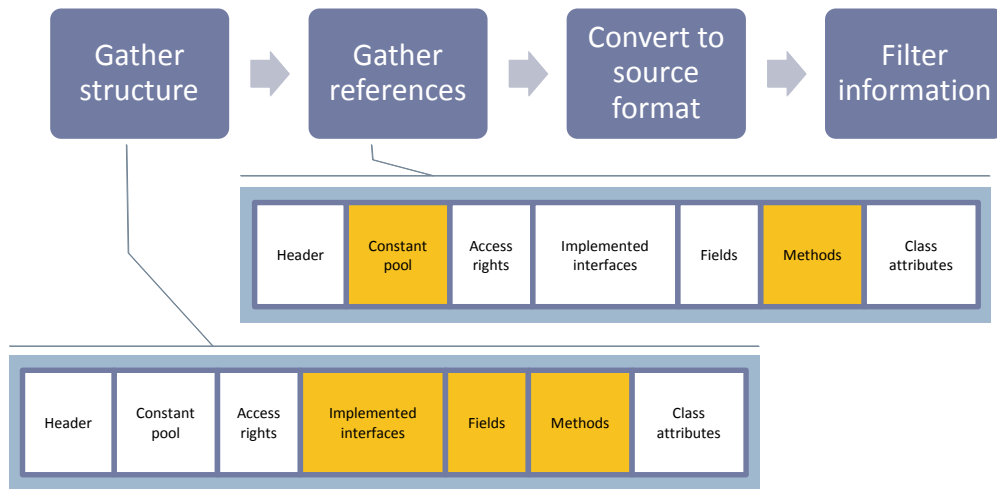 Gather
structure
Gather
references
Convert to
source
format
Filter
information
Header
Constant
pool
Access
rights
Implemented
interfaces
Fields
Methods
Class
attributes
Header
Constant
pool
Access
rights
Implemented
interfaces
Fields
Methods
Class
attributes